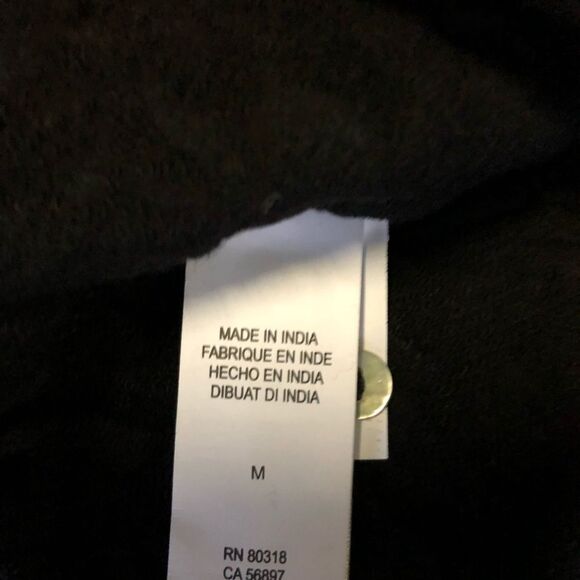 MADE IN INDIA
FABRIQUE EN INDE
HECHO EN INDIA
DIBUAT DI INDIA
M
RN 80318
CA 56897